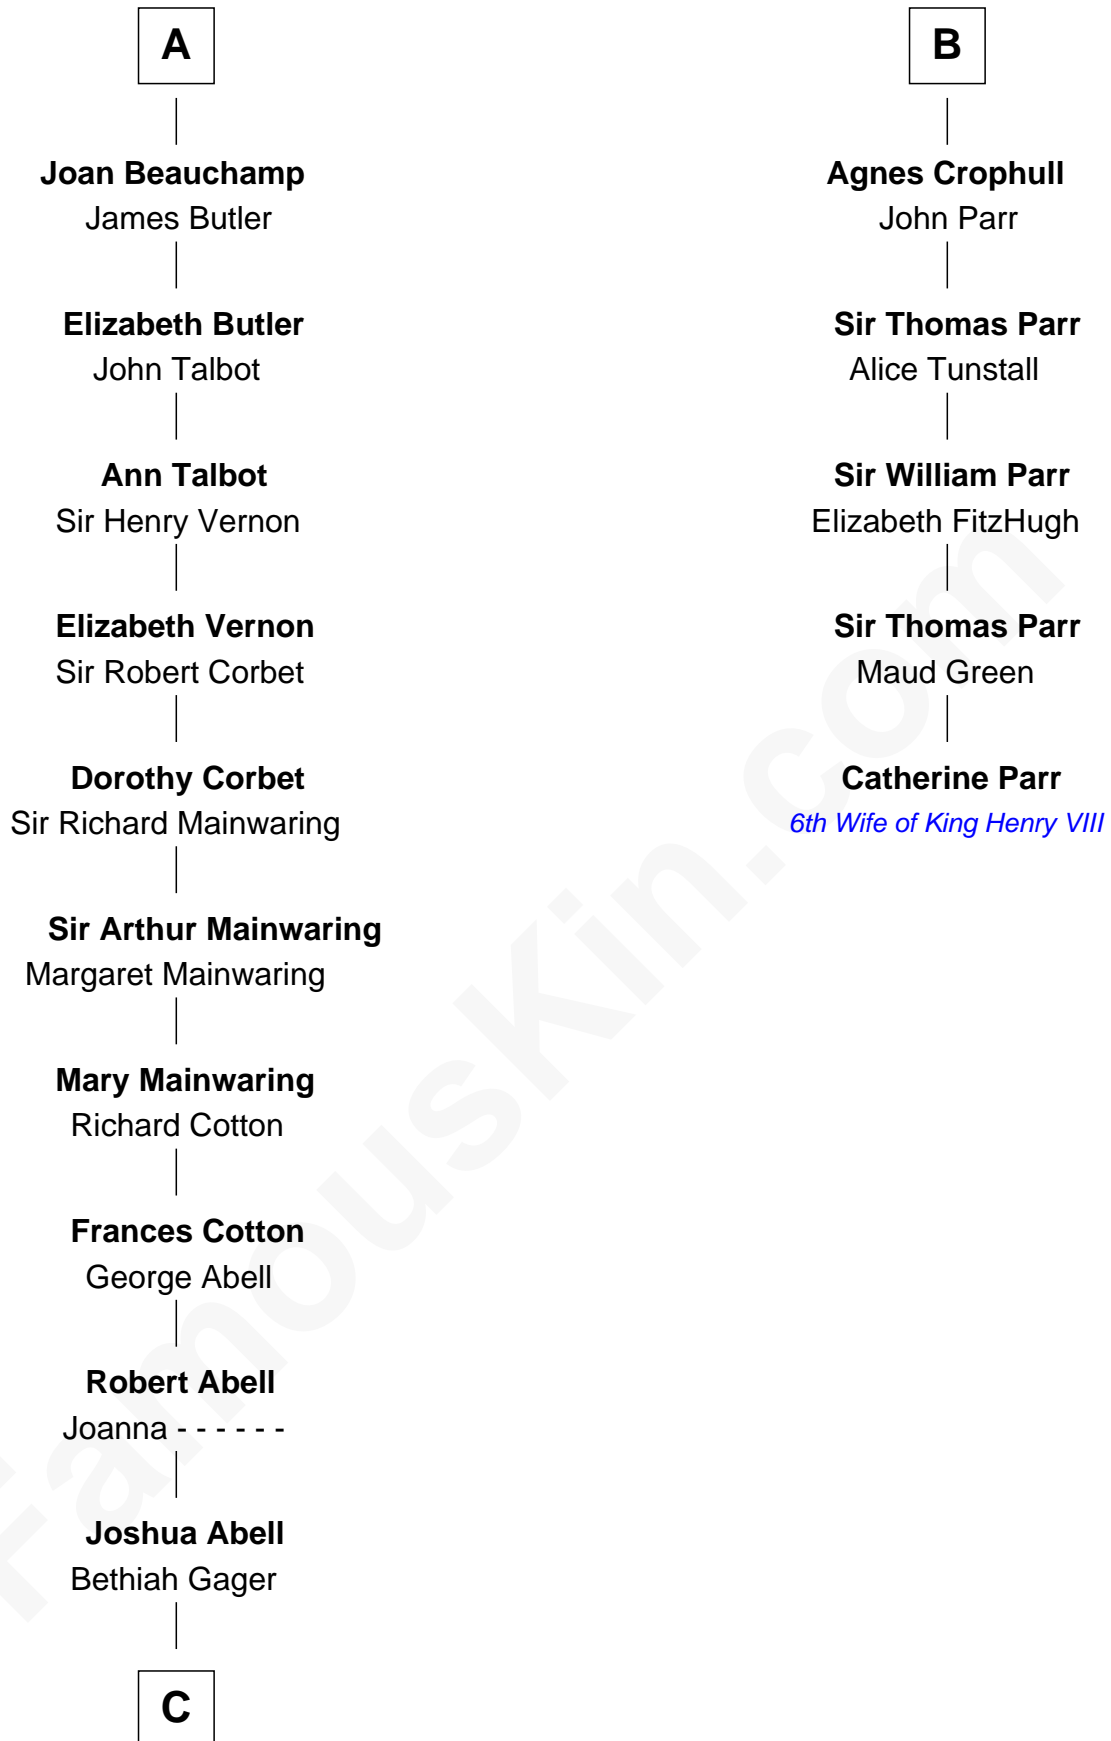 A
Joan Beauchamp
James Butler
Elizabeth Butler
John Talbot
Ann Talbot
Sir Henry Vernon
Elizabeth Vernon
Sir Robert Corbet
Dorothy Corbet
Sir Richard Mainwaring
Sir Arthur Mainwaring
Margaret Mainwaring
Mary Mainwaring
Richard Cotton
Frances Cotton
George Abell
Robert Abell
Joanna - - - - - -
Joshua Abell
Bethiah Gager
C
B
Agnes Crophull
John Parr
Sir Thomas Parr
Alice Tunstall
Sir William Parr
Elizabeth FitzHugh
Sir Thomas Parr
Maud Green
Catherine Parr
6th Wife of King Henry VIII
FamousKin.com